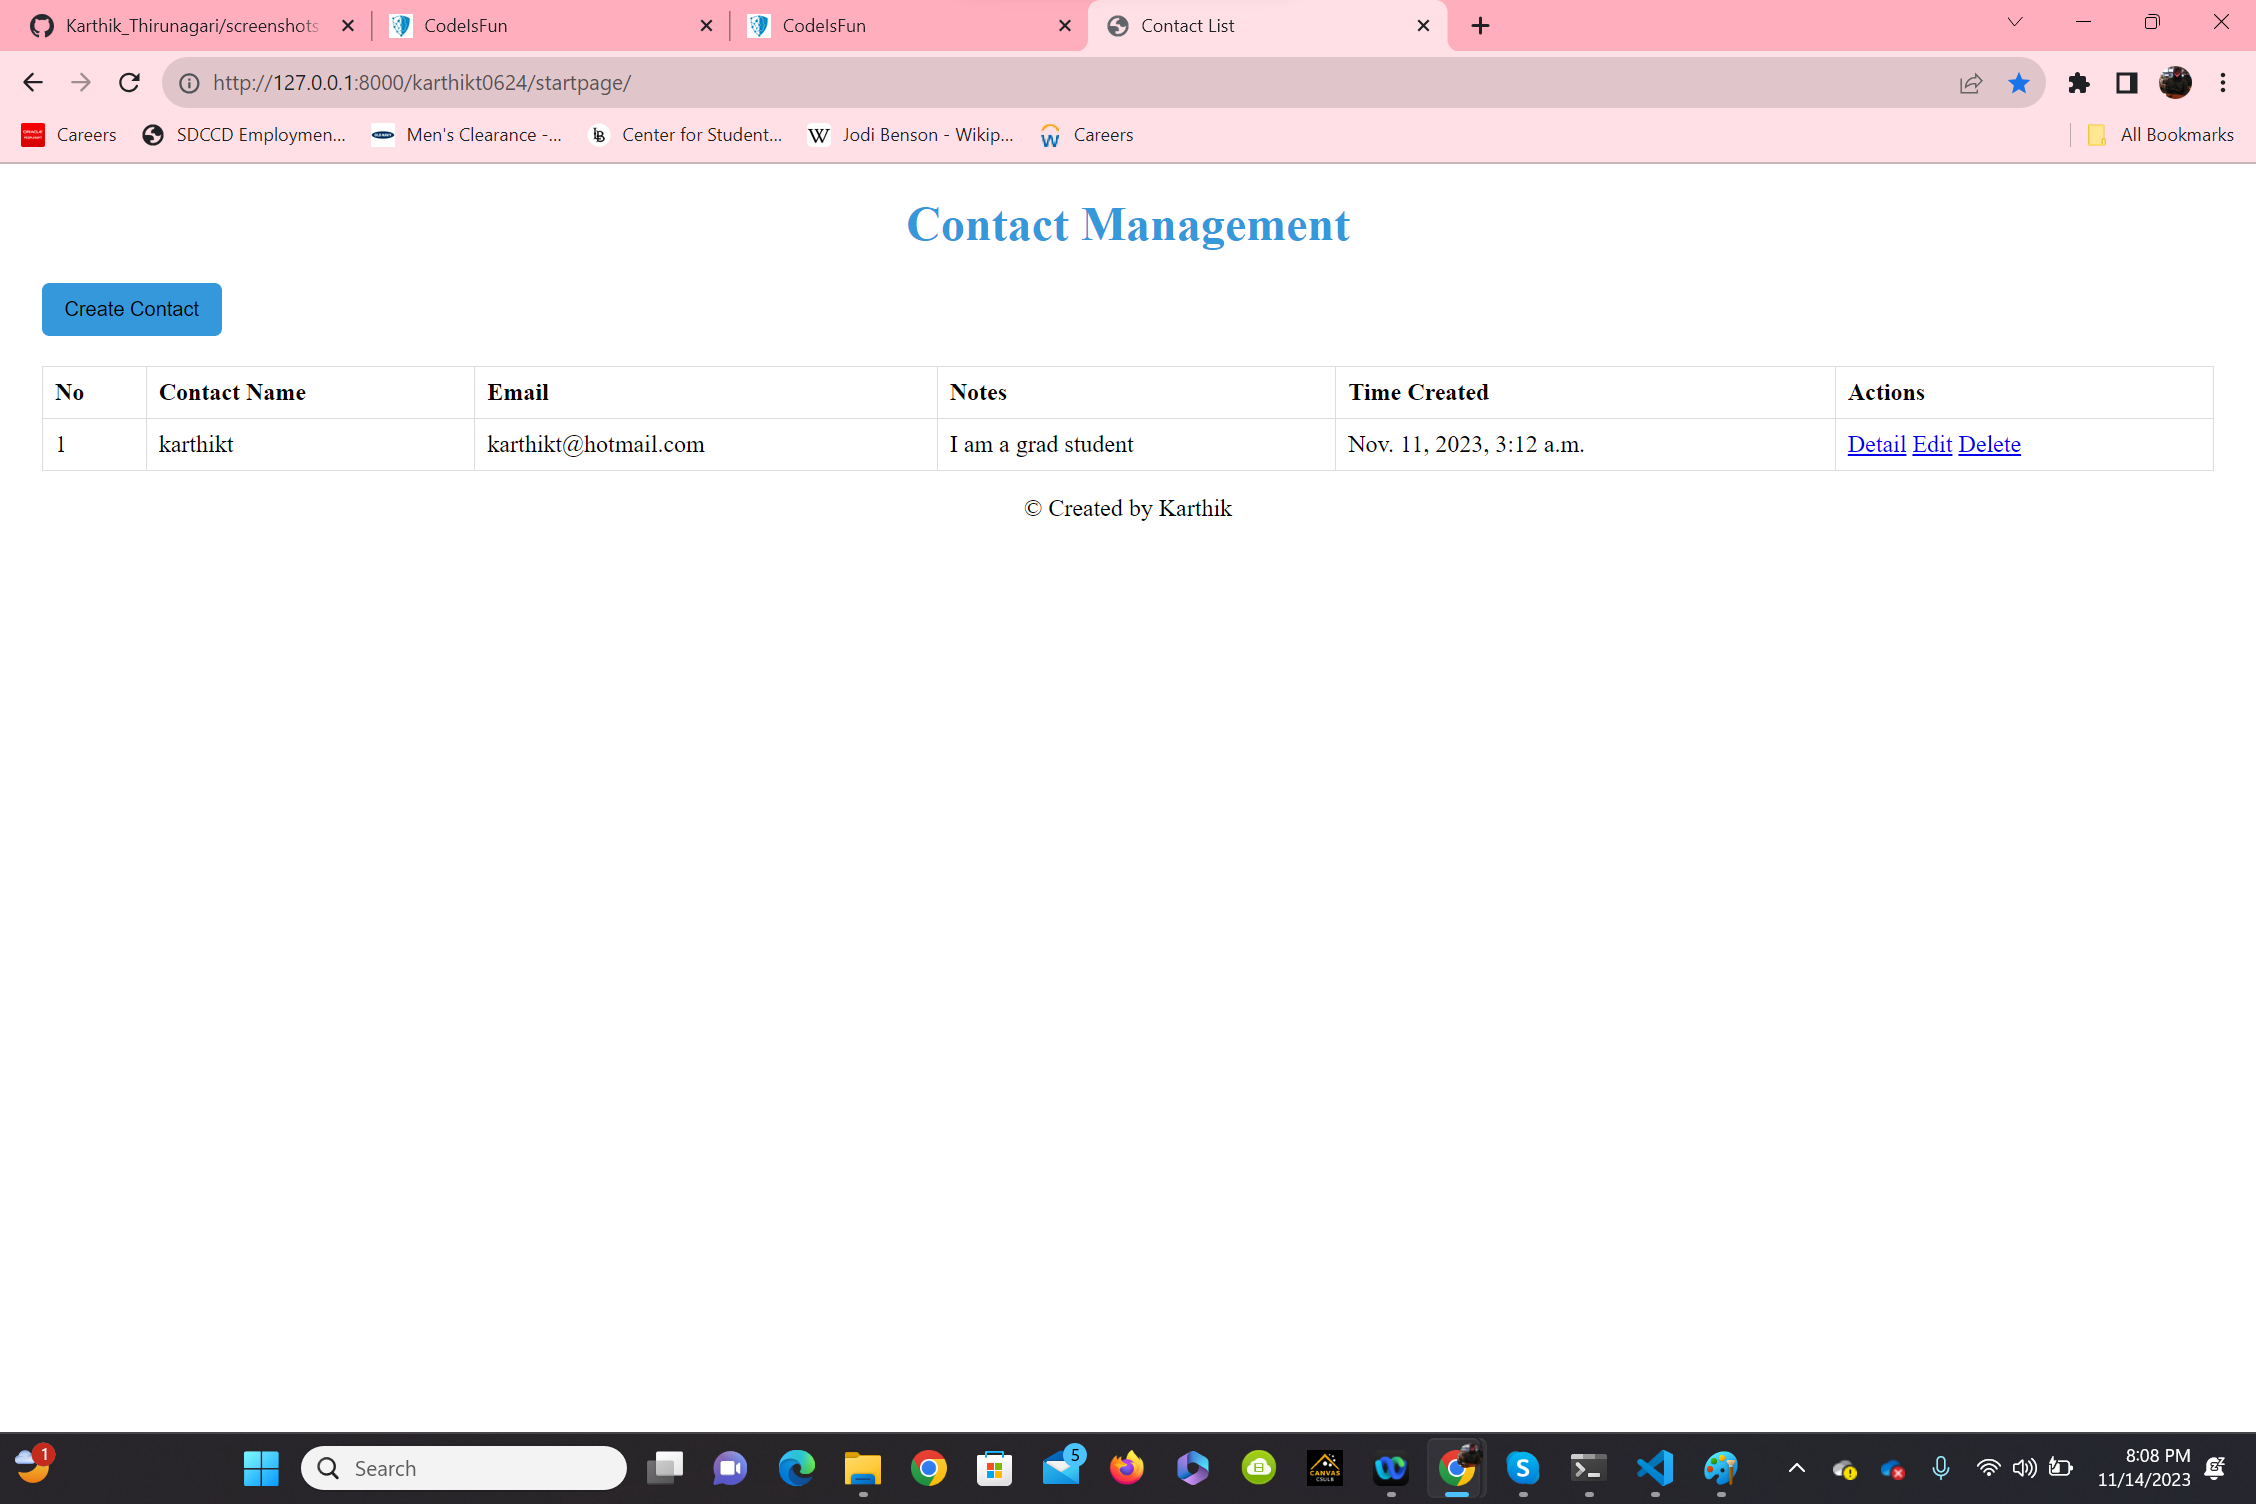 Karthik_Thirunagari/screenshots CodeIsFun CodeIsFun Contact List
http://127.0.0.1:8000/karthikt0624/startpage/
Careers SDCCD Employmen... Men's Clearance -... Center for Student... Jodi Benson - Wikip... Careers All Bookmarks
Contact Management
Create Contact
No Contact Name Email Notes Time Created Actions
1 karthikt karthikt@hotmail.com I am a grad student Nov. 11, 2023, 3:12 a.m. Detail Edit Delete
© Created by Karthik
1 Search 5 CANVAS CSULB S 8:08 PM
11/14/2023